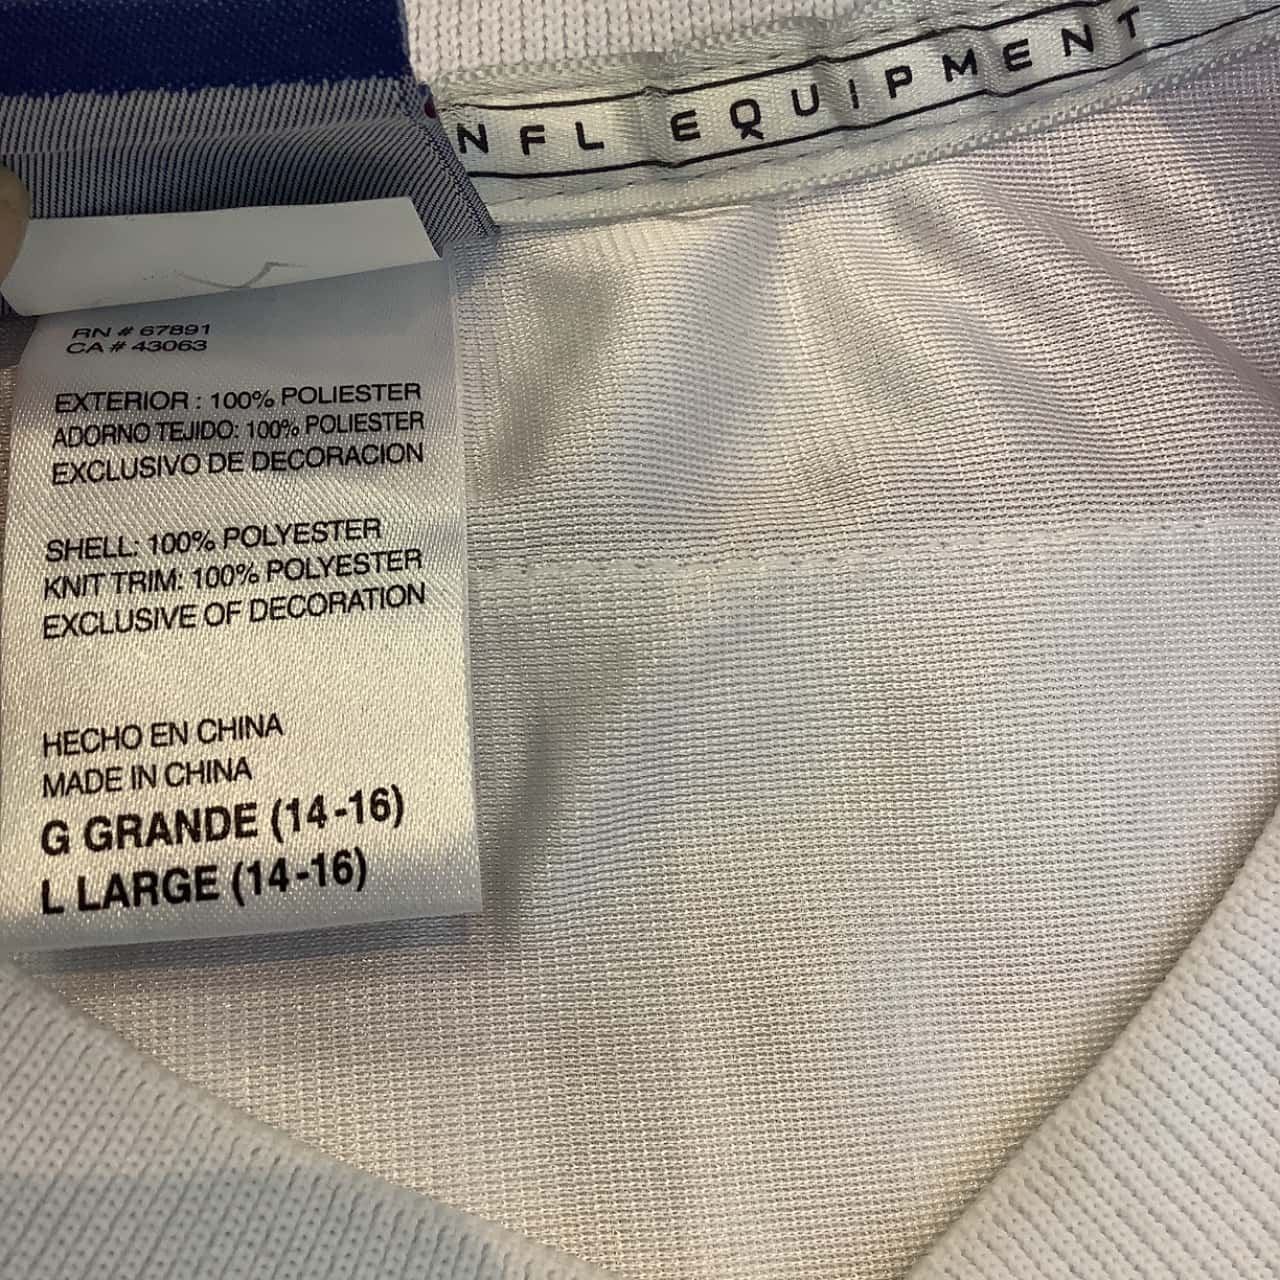 NFL EQUIPMENT
RN # 67891
CA # 43063
EXTERIOR : 100% POLIESTER
ADORNO TEJIDO: 100% POLIESTER
EXCLUSIVO DE DECORACION
SHELL: 100% POLYESTER
KNIT TRIM: 100% POLYESTER
EXCLUSIVE OF DECORATION
HECHO EN CHINA
MADE IN CHINA
G GRANDE (14-16)
L LARGE (14-16)